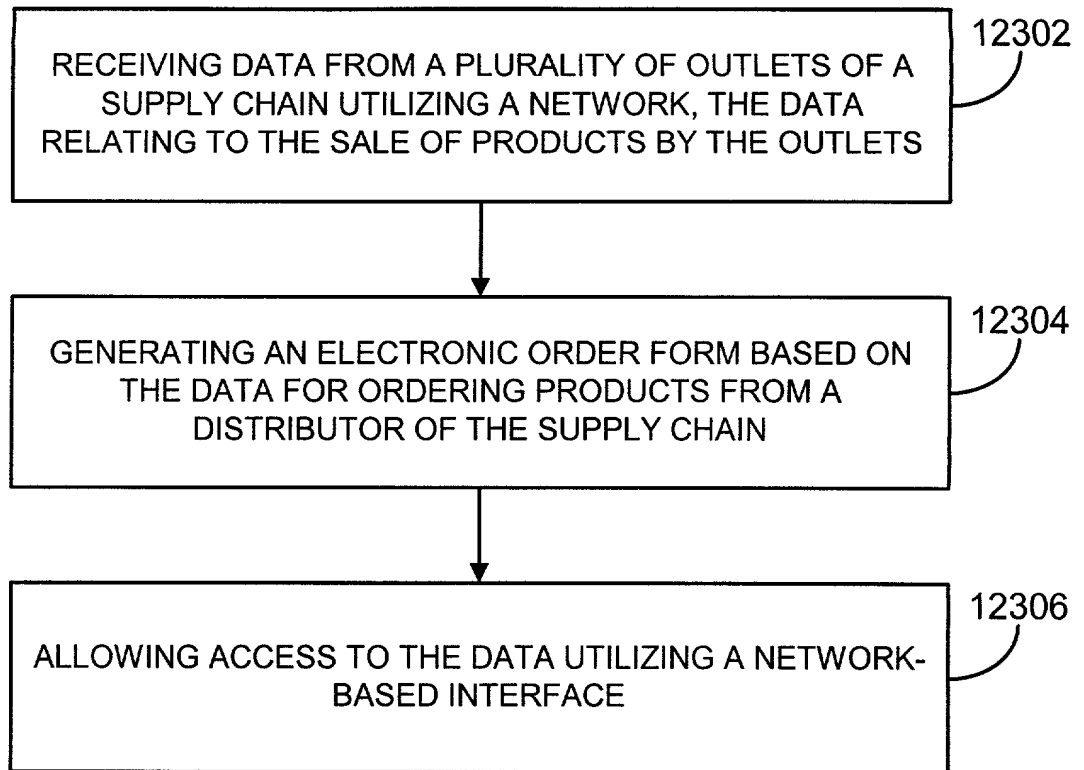 12302
RECEIVING DATA FROM A PLURALITY OF OUTLETS OF A
SUPPLY CHAIN UTILIZING A NETWORK, THE DATA
RELATING TO THE SALE OF PRODUCTS BY THE OUTLETS
12304
GENERATING AN ELECTRONIC ORDER FORM BASED ON
THE DATA FOR ORDERING PRODUCTS FROM A
DISTRIBUTOR OF THE SUPPLY CHAIN
12306
ALLOWING ACCESS TO THE DATA UTILIZING A NETWORK-
BASED INTERFACE